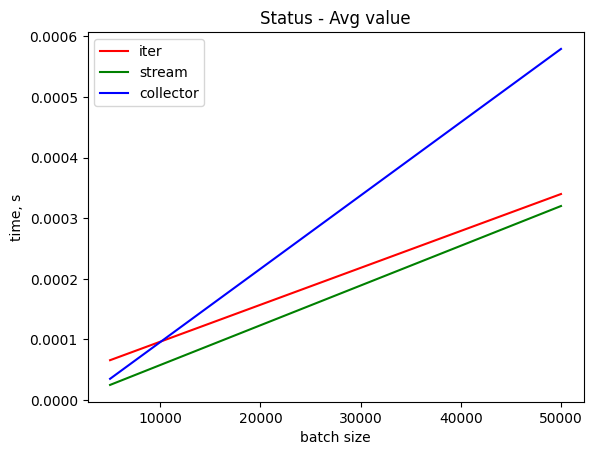 Status - Avg value
iter
stream
collector
0.0006
0.0005
0.0004
0.0003
0.0002
0.0001
0.0000
time, s
10000 20000 30000 40000 50000
batch size